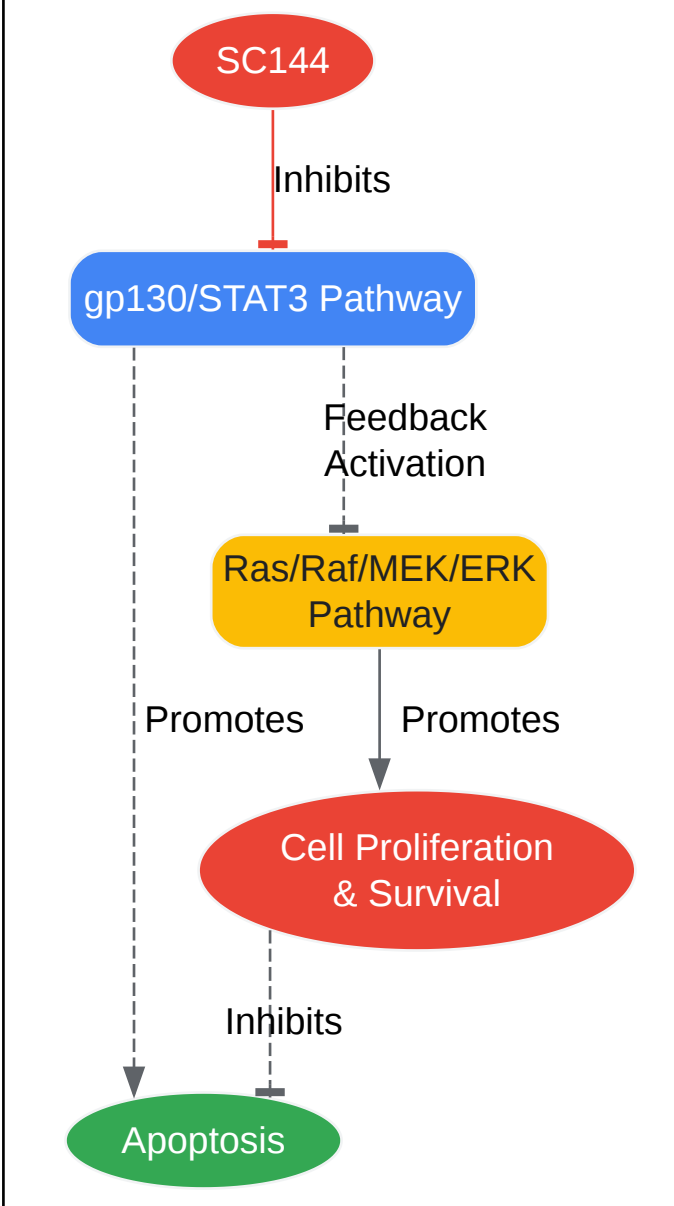 SC144
Inhibits
gp130/STAT3 Pathway
Feedback
Activation
Ras/Raf/MEK/ERK
Pathway
Promotes
Promotes
Cell Proliferation
& Survival
Inhibits
Apoptosis